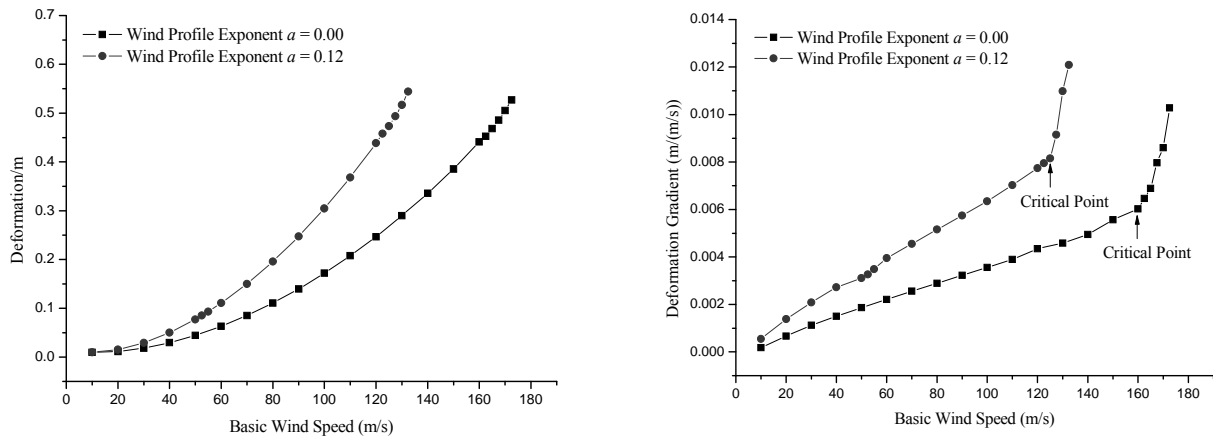 Wind Profile Exponent a = 0.00
Wind Profile Exponent a = 0.12
Deformation/m
0.7
0.6
0.5
0.4
0.3
0.2
0.1
0.0
0 20 40 60 80 100 120 140 160 180
Basic Wind Speed (m/s)
Wind Profile Exponent a = 0.00
Wind Profile Exponent a = 0.12
Deformation Gradient (m/(m/s))
0.014
0.012
0.010
0.008
0.006
0.004
0.002
0.000
Critical Point
Critical Point
0 20 40 60 80 100 120 140 160 180
Basic Wind Speed (m/s)